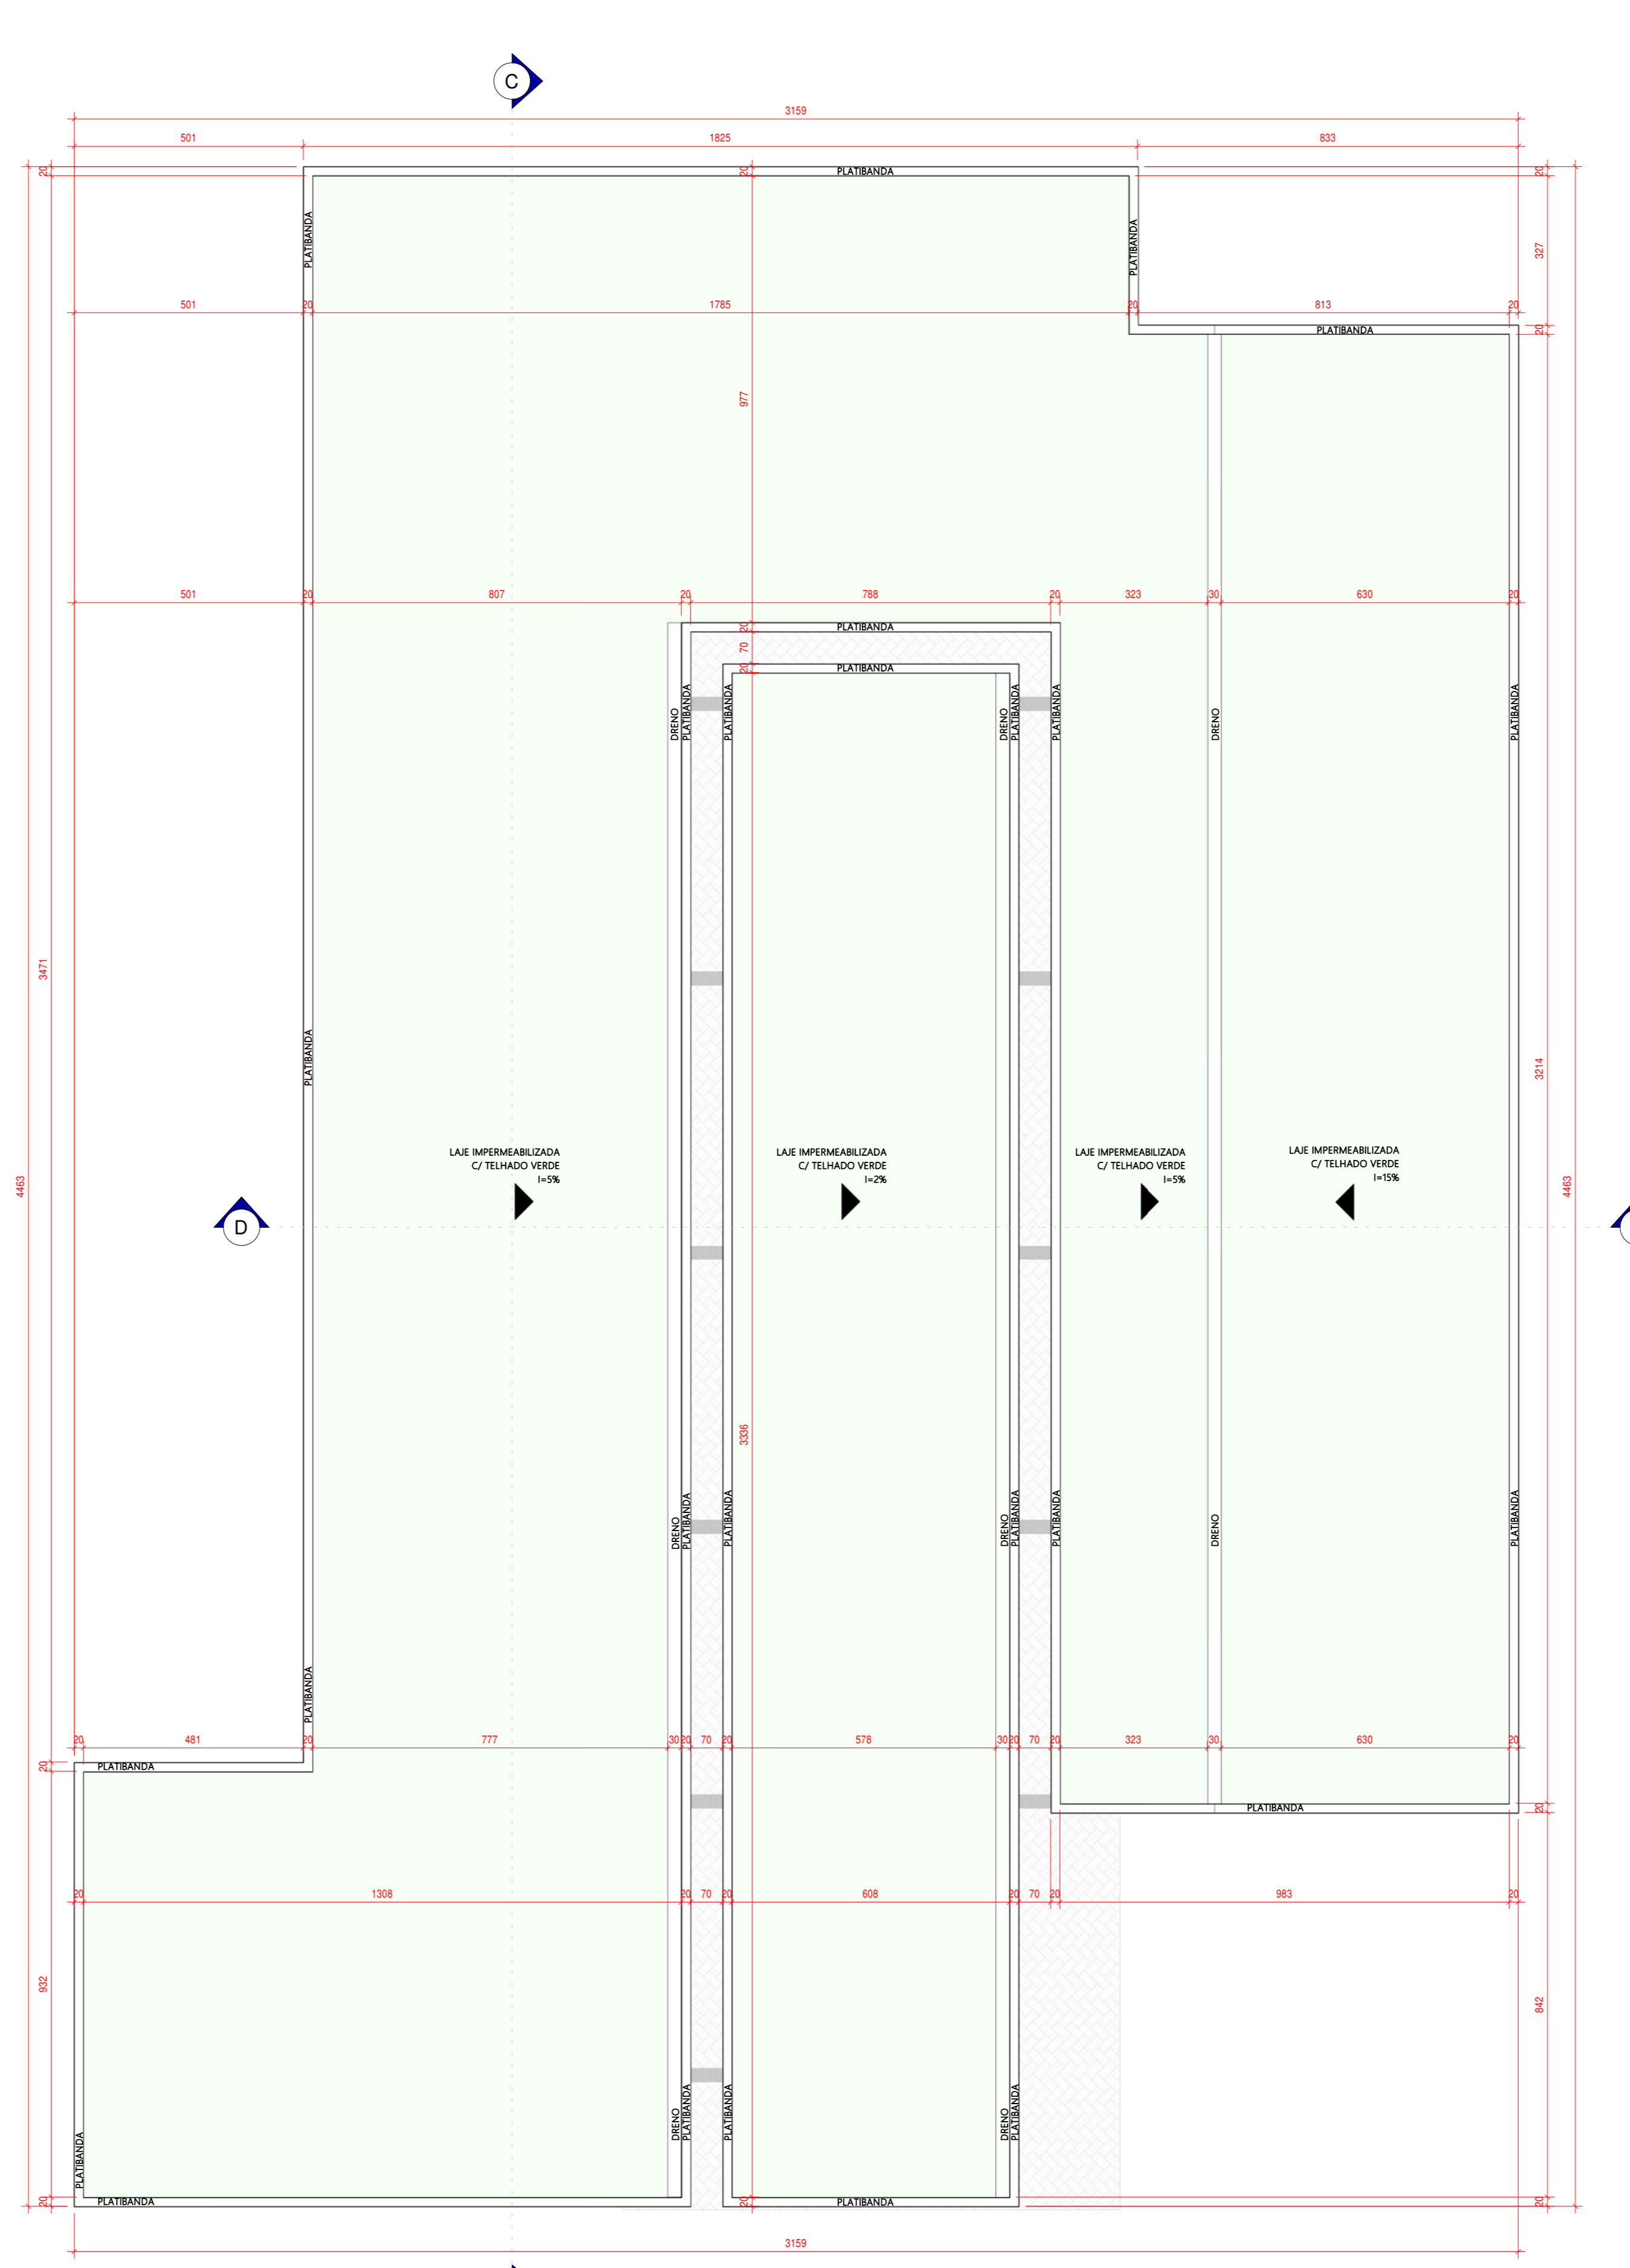 C
3159
501 1825 833
20 20 20
PLATIBANDA
PLATIBANDA
PLATIBANDA
327
501 20 1785 20 813 20
20
PLATIBANDA
977
501 20 807 20 788 20 323 30 630 20
20
PLATIBANDA
70
20
PLATIBANDA
DRENO
PLATIBANDA
PLATIBANDA
DRENO
PLATIBANDA
PLATIBANDA
DRENO
PLATIBANDA
3471
PLATIBANDA
3214
4463
4463
LAJE IMPERMEABILIZADA
C/ TELHADO VERDE
I=5%
LAJE IMPERMEABILIZADA
C/ TELHADO VERDE
I=2%
LAJE IMPERMEABILIZADA
C/ TELHADO VERDE
I=5%
LAJE IMPERMEABILIZADA
C/ TELHADO VERDE
I=15%
D
3336
DRENO
PLATIBANDA
PLATIBANDA
DRENO
PLATIBANDA
PLATIBANDA
DRENO
PLATIBANDA
PLATIBANDA
20 481 20 777 30 20 70 20 578 30 20 70 20 323 30 630 20
20
PLATIBANDA
PLATIBANDA
20
20 1308 20 70 20 608 20 70 20 983 20
932
842
PLATIBANDA
DRENO
PLATIBANDA
PLATIBANDA
DRENO
PLATIBANDA
20
PLATIBANDA
20
PLATIBANDA
20
3159